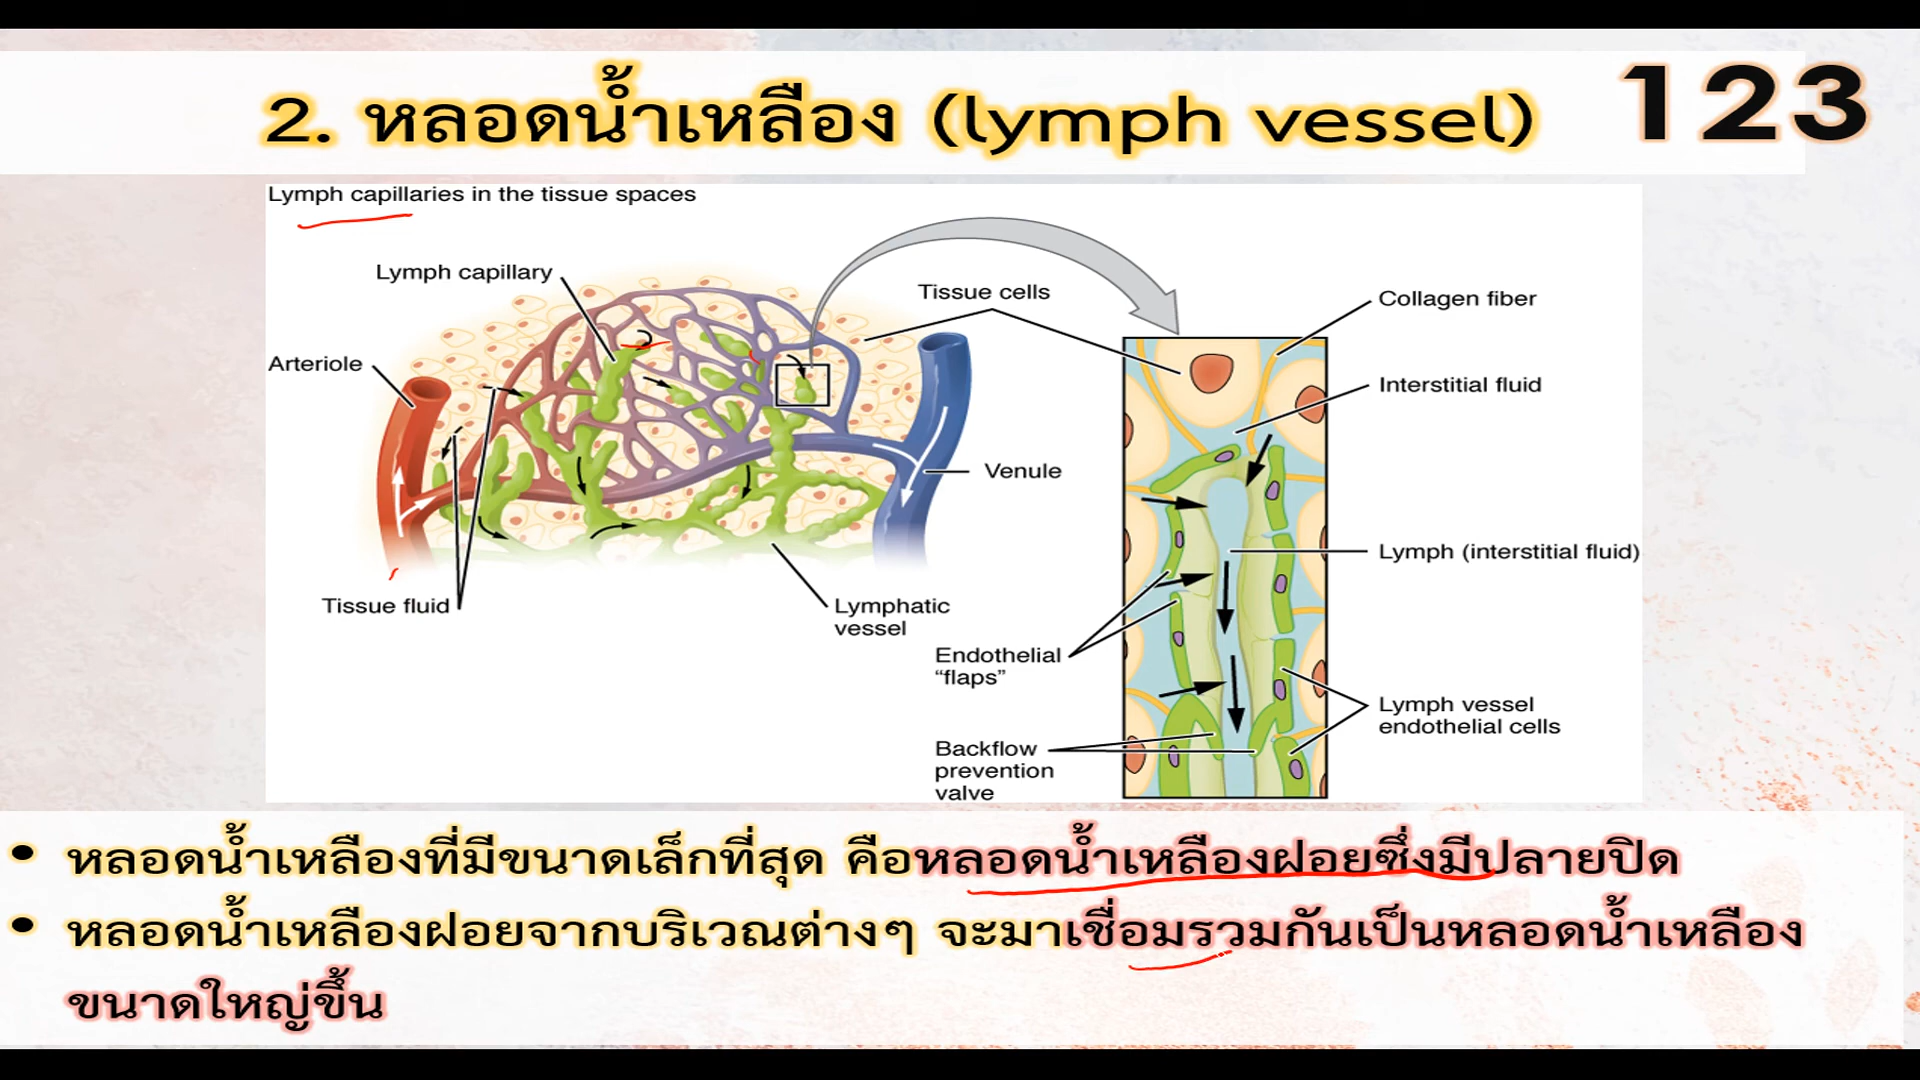 2. หลอดน้ำเหลือง (lymph vessel)
123
Lymph capillaries in the tissue spaces
Lymph capillary
Tissue cells
Collagen fiber
Arteriole
Interstitial fluid
Venule
Lymph (interstitial fluid)
Tissue fluid
Lymphatic
vessel
Endothelial
“flaps”
Lymph vessel
endothelial cells
Backflow
prevention
valve
• หลอดน้ำเหลืองที่มีขนาดเล็กที่สุด คือหลอดน้ำเหลืองฝอยซึ่งมีปลายปิด
• หลอดน้ำเหลืองฝอยจากบริเวณต่างๆ จะมาเชื่อมรวมกันเป็นหลอดน้ำเหลือง
ขนาดใหญ่ขึ้น